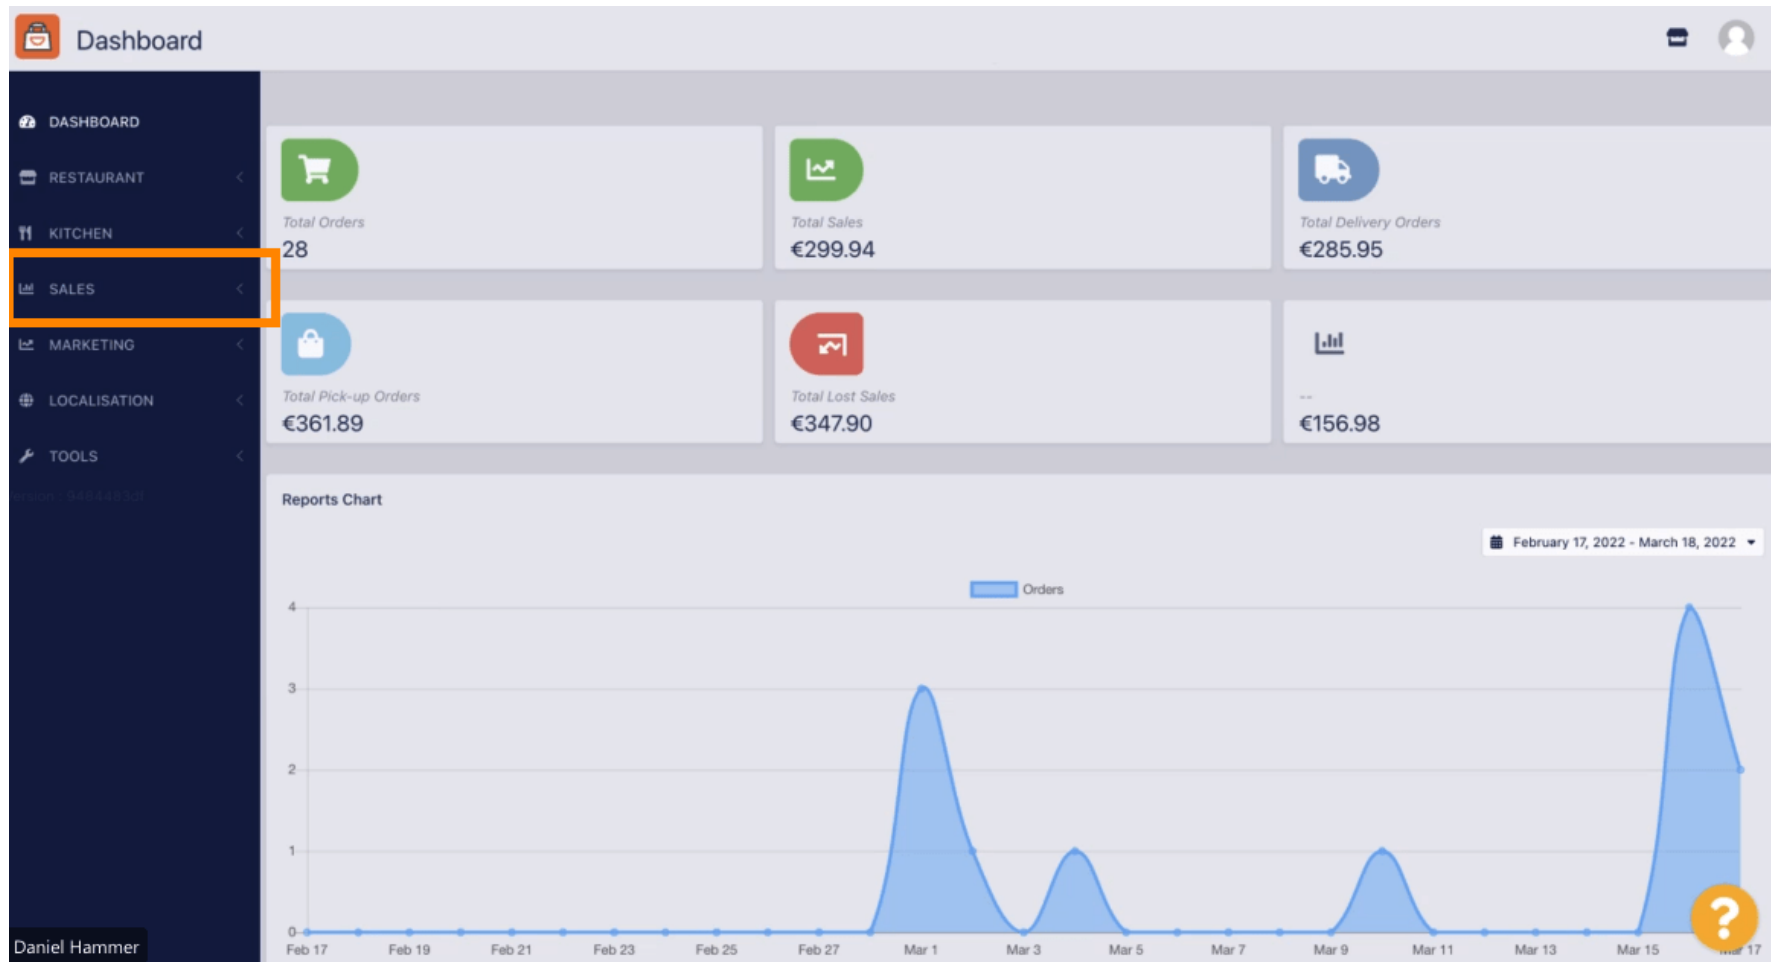 Dashboard
DASHBOARD
RESTAURANT
KITCHEN
SALES
MARKETING
LOCALISATION
TOOLS
Total Orders
28
Total Sales
€299.94
Total Delivery Orders
€285.95
Total Pick-up Orders
€361.89
Total Lost Sales
€347.90
--
€156.98
Reports Chart
February 17, 2022 - March 18, 2022
Orders
4
3
2
1
0
Feb 17 Feb 19 Feb 21 Feb 23 Feb 25 Feb 27 Mar 1 Mar 3 Mar 5 Mar 7 Mar 9 Mar 11 Mar 13 Mar 15 17
?
Daniel Hammer